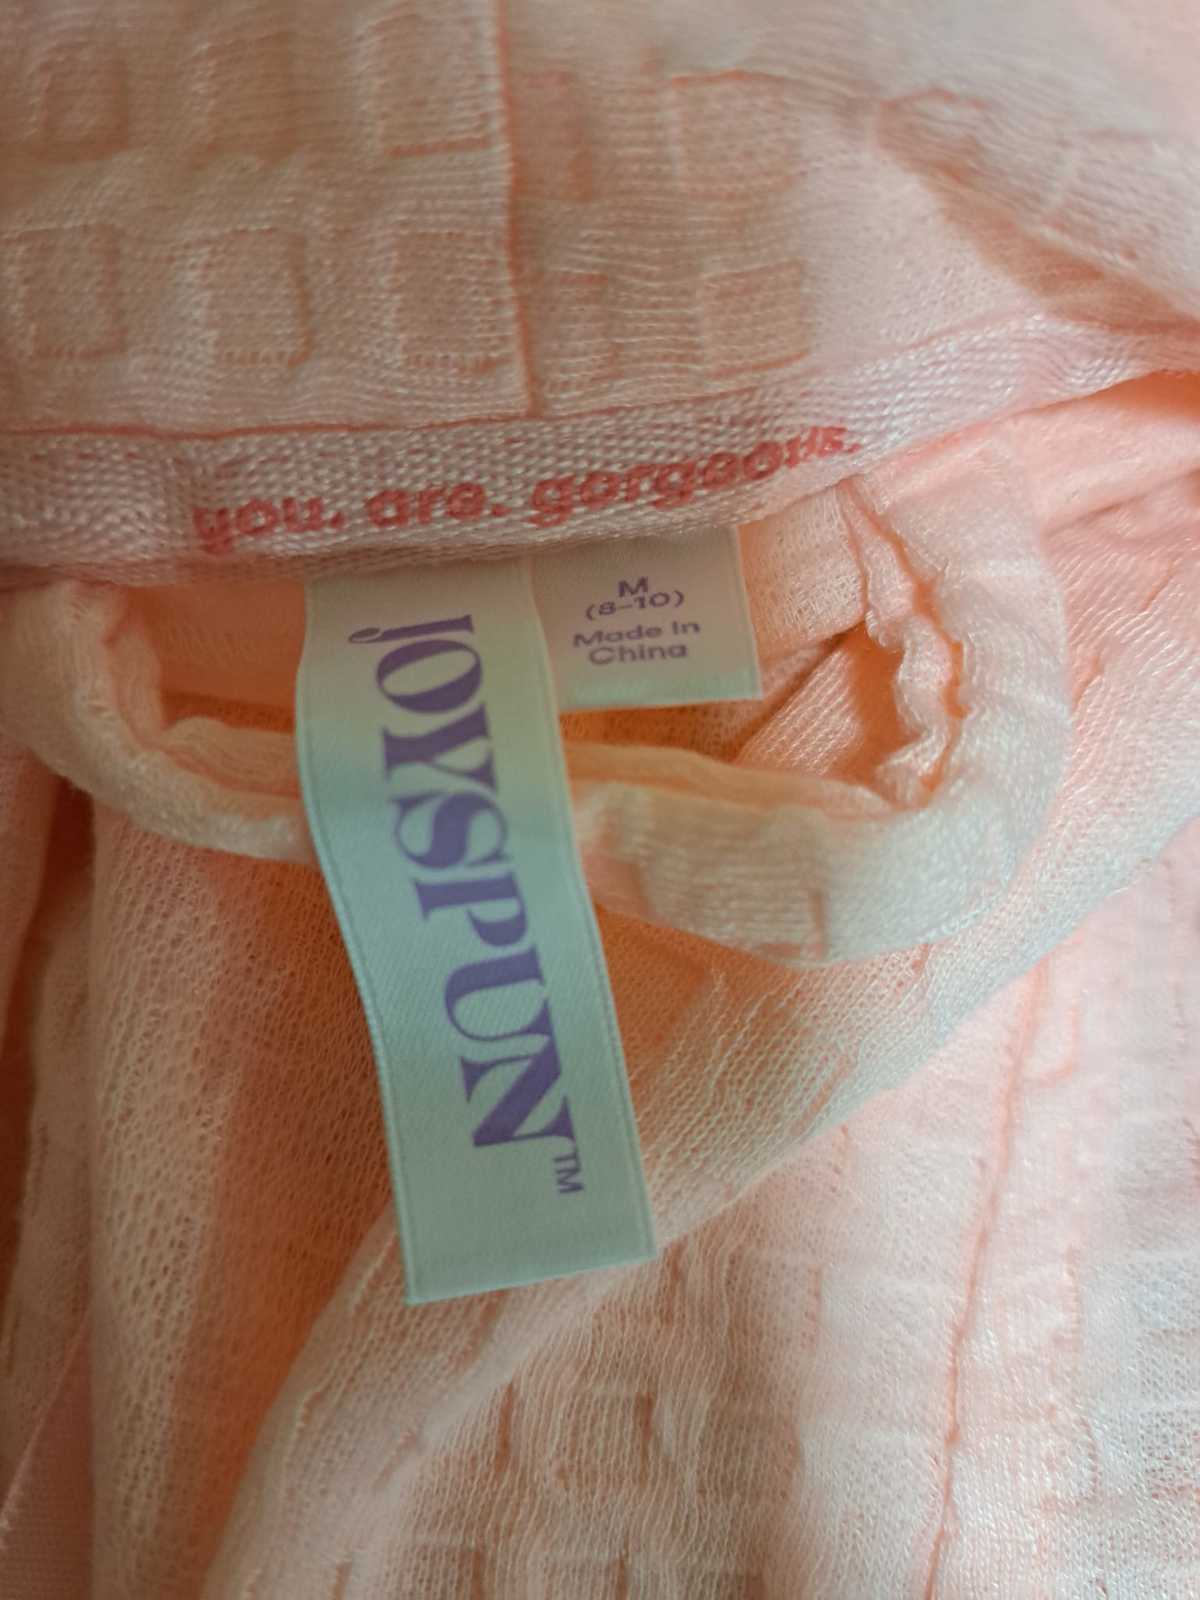 you. are. gorgeous.
M
(8-10)
Made In
China
JOYSPUN™